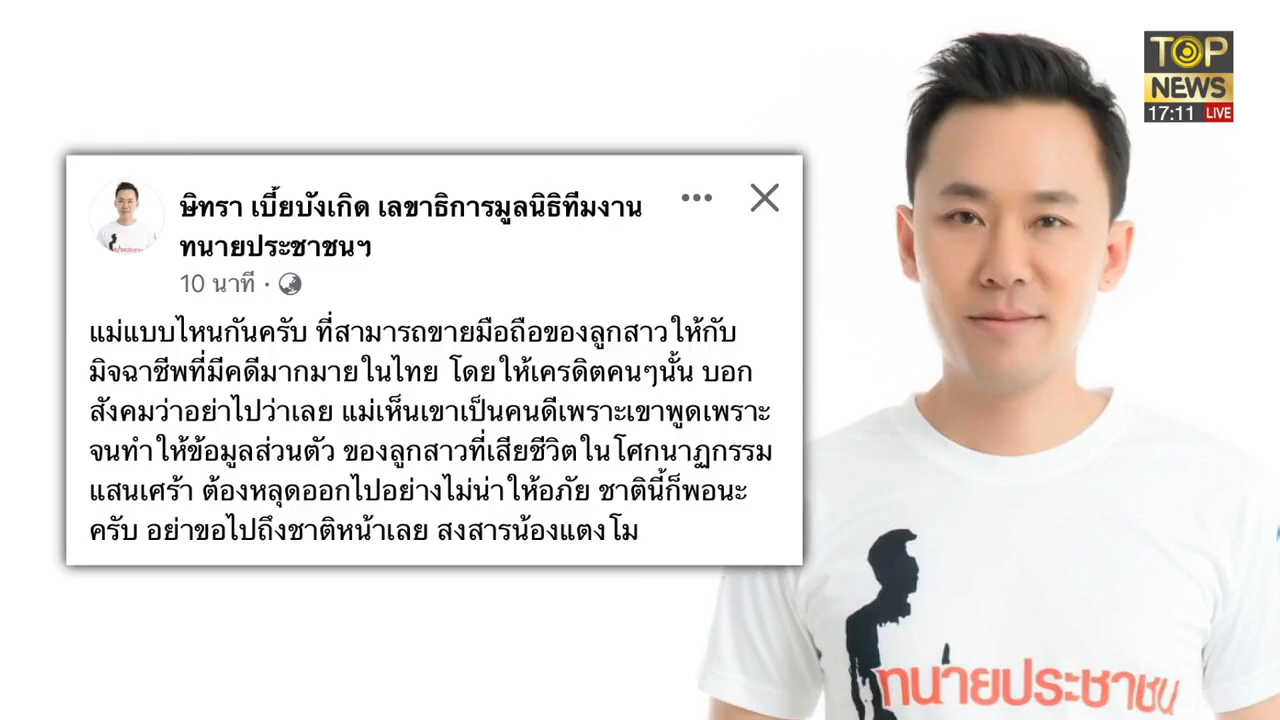 TOP
NEWS
17:11 LIVE
ษิทรา เบี้ยบังเกิด เลขาธิการมูลนิธิทีมงาน
ทนายประชาชนฯ
10 นาที ·
แม่แบบไหนกันครับ ที่สามารถขายมือถือของลูกสาวให้กับ
มิจฉาชีพที่มีคดีมากมายในไทย โดยให้เครดิตคนๆนั้น บอก
สังคมว่าอย่าไปว่าเลย แม่เห็นเขาเป็นคนดีเพราะเขาพูดเพราะ
จนทำให้ข้อมูลส่วนตัว ของลูกสาวที่เสียชีวิตในโศกนาฏกรรม
แสนเศร้า ต้องหลุดออกไปอย่างไม่น่าให้อภัย ชาตินี้ก็พอนะ
ครับ อย่าขอไปถึงชาติหน้าเลย สงสารน้องแตงโม
ทนายประชาชน